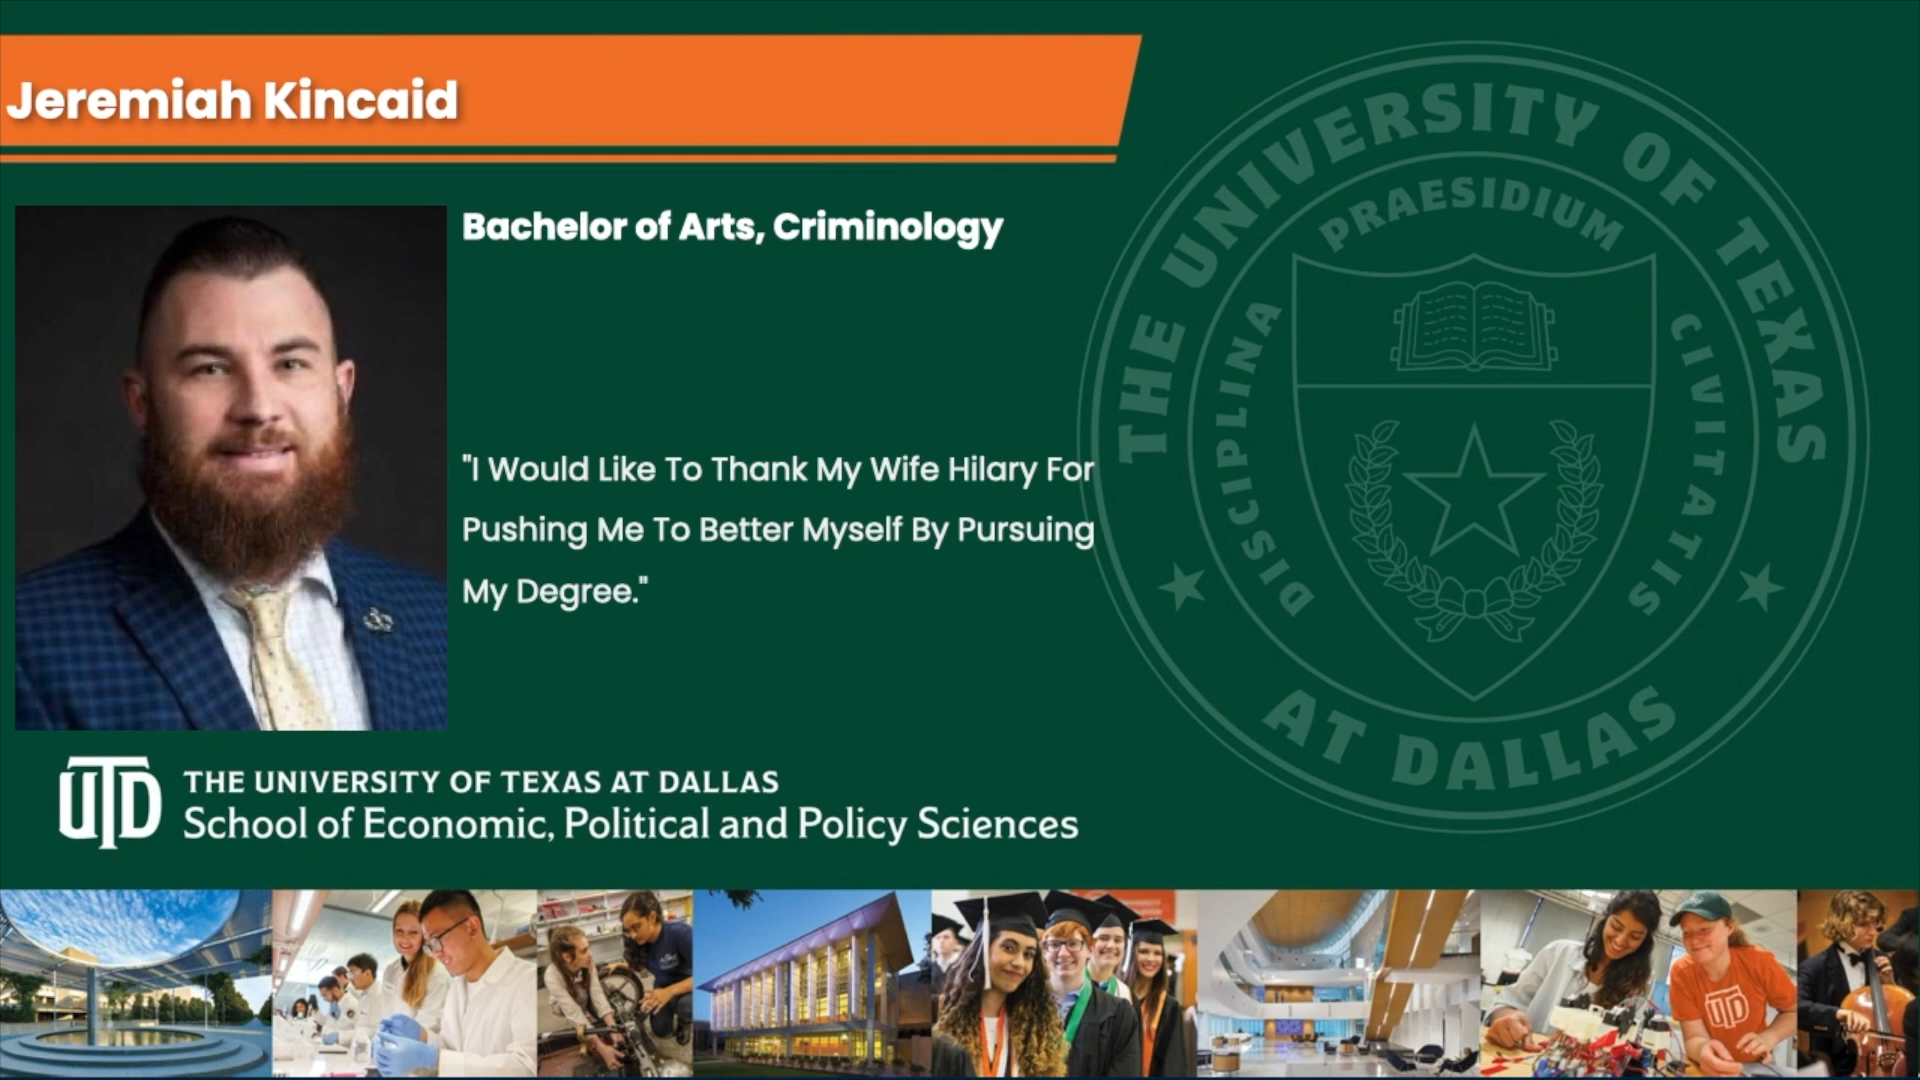 Jeremiah Kincaid
Bachelor of Arts, Criminology
"I Would Like To Thank My Wife Hilary For
Pushing Me To Better Myself By Pursuing
My Degree."
THE UNIVERSITY OF TEXAS
PRAESIDIUM
DISCIPLINA
CIVITATIS
AT DALLAS
UTD
THE UNIVERSITY OF TEXAS AT DALLAS
School of Economic, Political and Policy Sciences
UTD